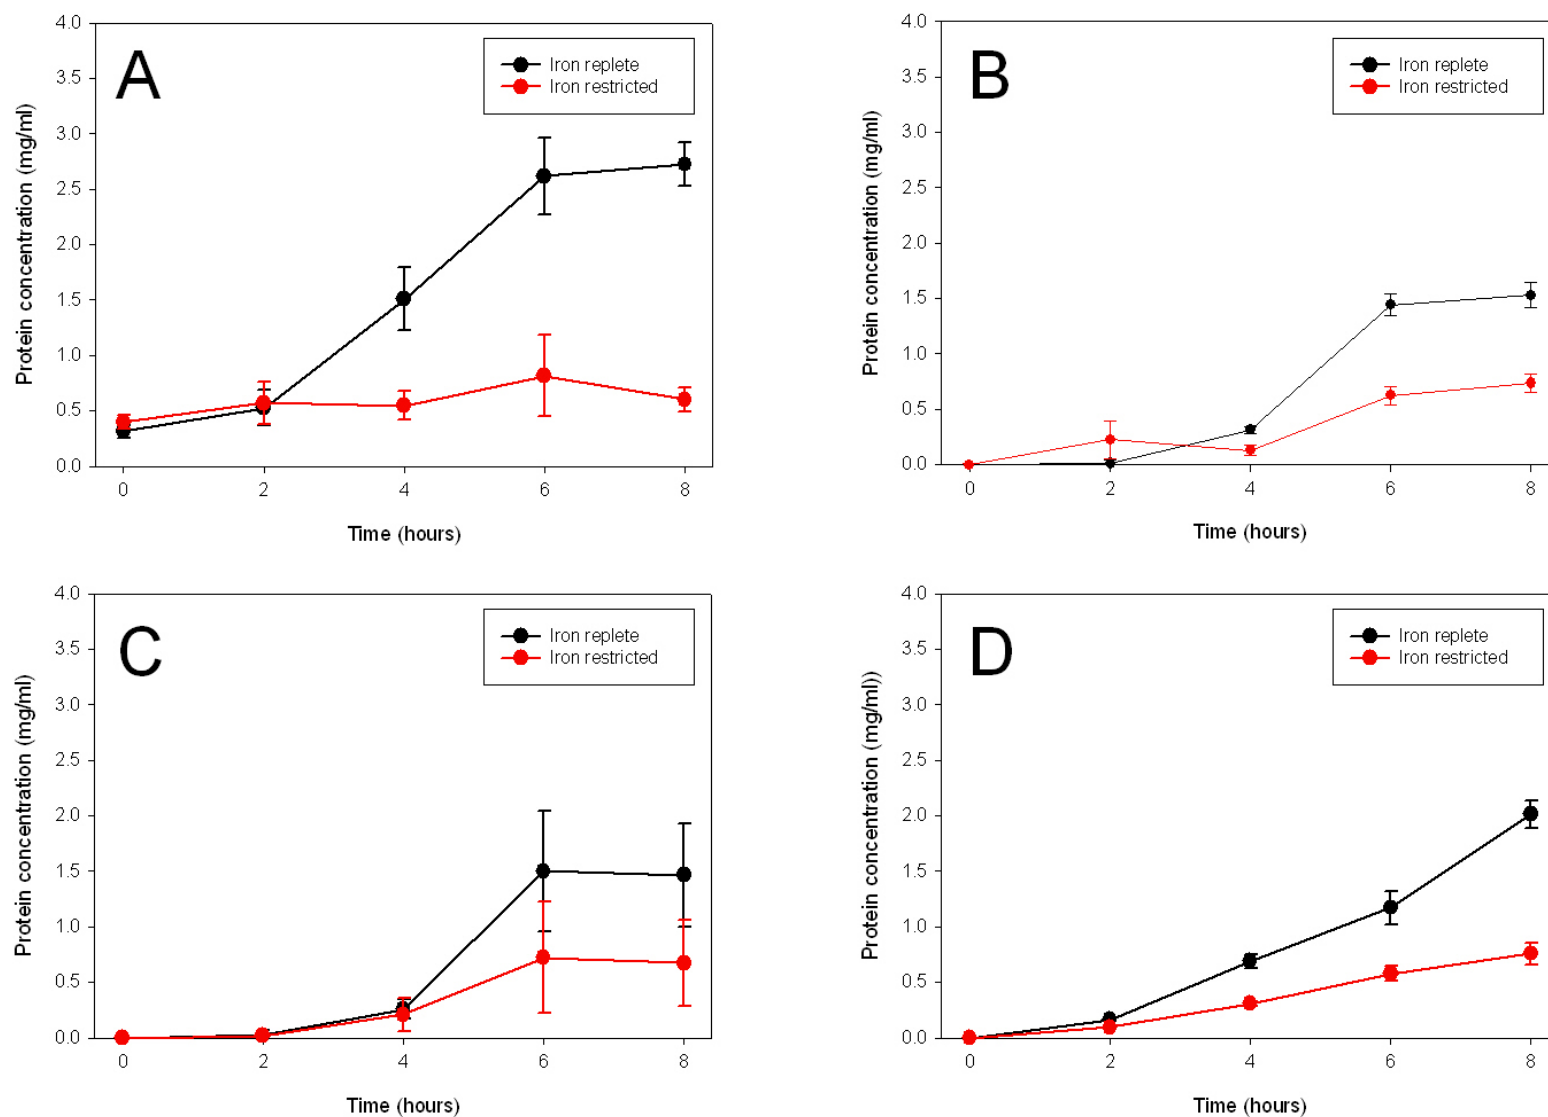 A
Iron replete
Iron restricted
Protein concentration (mg/ml)
4.0
3.5
3.0
2.5
2.0
1.5
1.0
0.5
0.0
0 2 4 6 8
Time (hours)
B
Iron replete
Iron restricted
Protein concentration (mg/ml)
4.0
3.5
3.0
2.5
2.0
1.5
1.0
0.5
0.0
0 2 4 6 8
Time (hours)
C
Iron replete
Iron restricted
Protein concentration (mg/ml)
4.0
3.5
3.0
2.5
2.0
1.5
1.0
0.5
0.0
0 2 4 6 8
Time (hours)
D
Iron replete
Iron restricted
Protein concentration (mg/ml))
4.0
3.5
3.0
2.5
2.0
1.5
1.0
0.5
0.0
0 2 4 6 8
Time (hours)